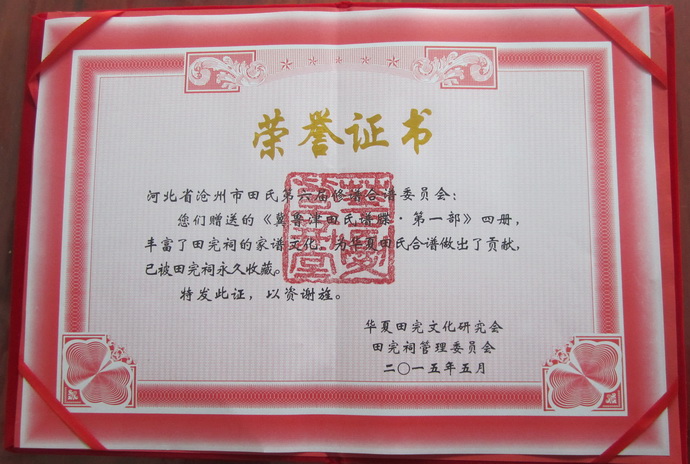 荣誉证书
河北省沧州市田氏第六届修谱合谱委员会：
您们赠送的《冀鲁津田氏谱牒·第一部》四册，
丰富了田完祠的家谱文化，为华夏田氏合谱做出了贡献，
已被田完祠永久收藏。
特发此证，以资谢旌。
华夏田完文化研究会
田完祠管理委员会
二〇一五年五月